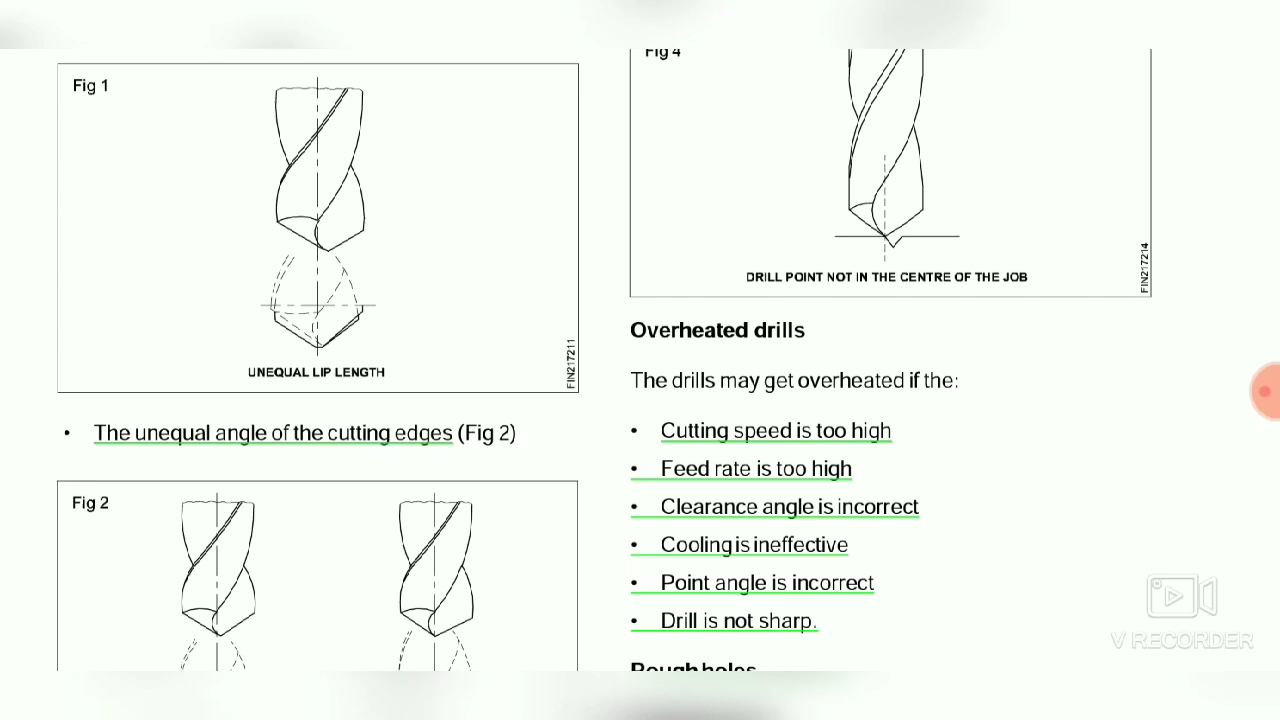 Fig 1
UNEQUAL LIP LENGTH
FIN217211
• The unequal angle of the cutting edges (Fig 2)
Fig 2
Fig 4
DRILL POINT NOT IN THE CENTRE OF THE JOB
FIN217214
Overheated drills
The drills may get overheated if the:
• Cutting speed is too high
• Feed rate is too high
• Clearance angle is incorrect
• Cooling is ineffective
• Point angle is incorrect
• Drill is not sharp.
Rough holes
V RECORDER